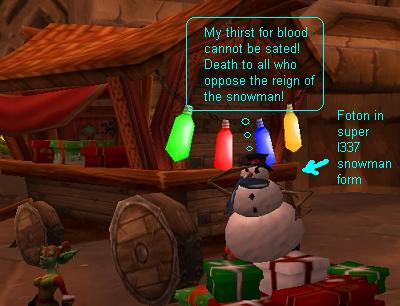 My thirst for blood
cannot be sated!
Death to all who
oppose the reign of
the snowman!
Foton in
super
l337
snowman
form